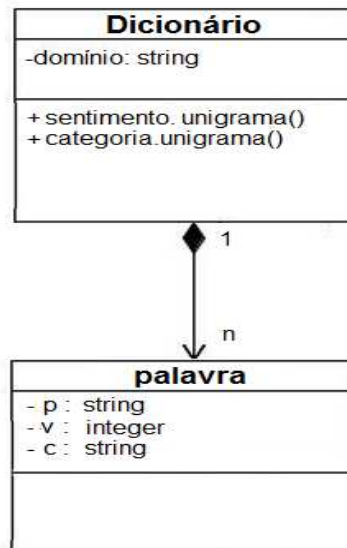 Dicionário
-domínio: string
+ sentimento. unigrama()
+ categoria.unigrama()
1
n
palavra
- p : string
- v : integer
- c : string